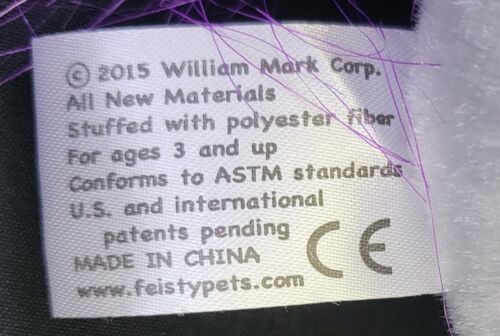 © 2015 William Mark Corp.
All New Materials
Stuffed with polyester fiber
For ages 3 and up
Conforms to ASTM standards
U.S. and international
patents pending
MADE IN CHINA
www.feistypets.com
CE